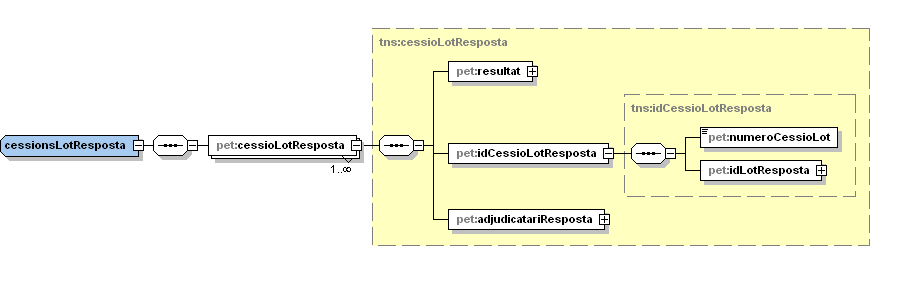 tns:cessioLotResposta
pet:resultat
tns:idCessioLotResposta
pet:numeroCessioLot
cessionsLotResposta
pet:cessioLotResposta
1..∞
pet:idCessioLotResposta
pet:idLotResposta
pet:adjudicatariResposta